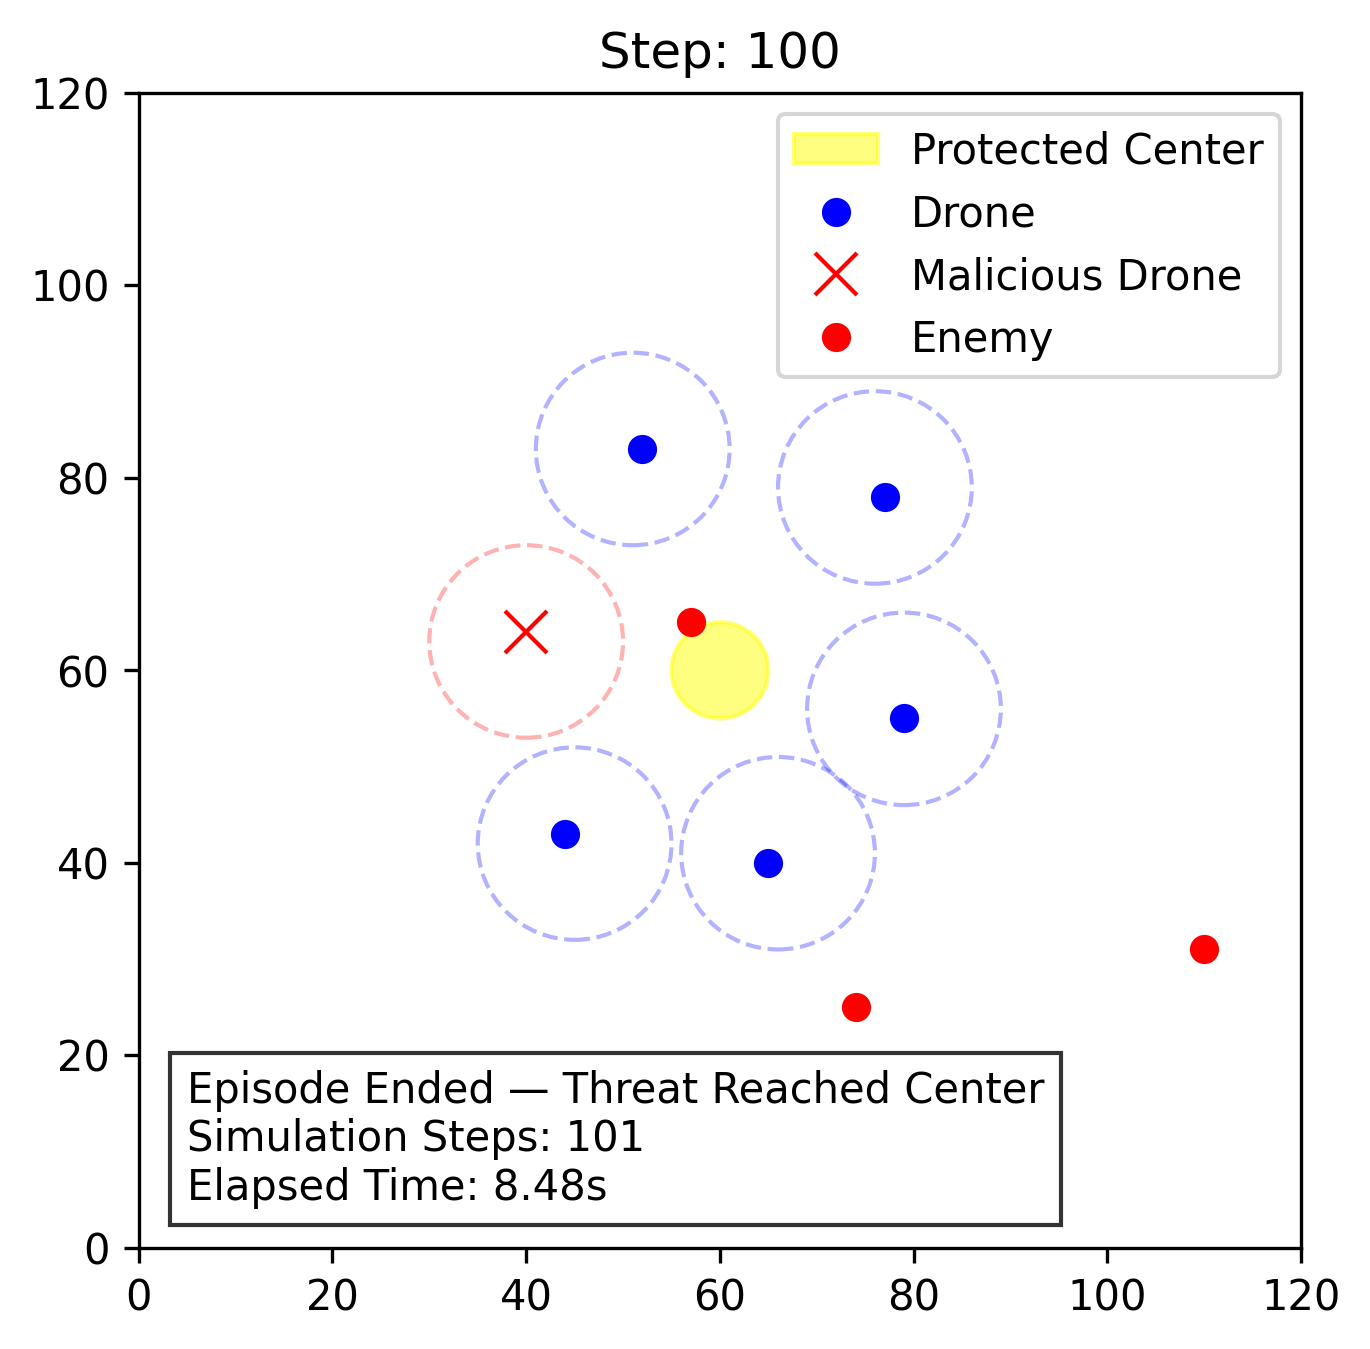 Step: 100
120
100
80
60
40
20
0
Protected Center
Drone
Malicious Drone
Enemy
Episode Ended — Threat Reached Center
Simulation Steps: 101
Elapsed Time: 8.48s
0 20 40 60 80 100 120